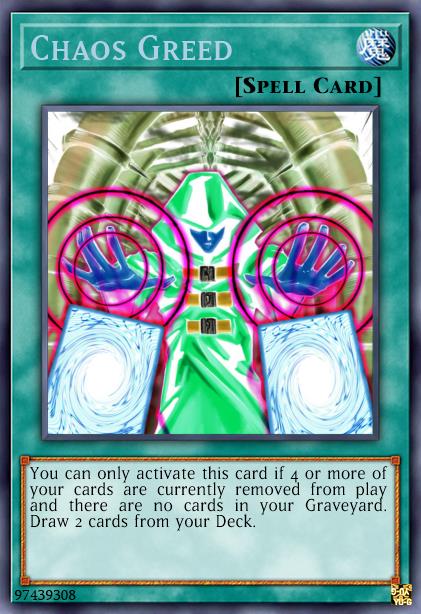 Chaos Greed
魔
[Spell Card]
You can only activate this card if 4 or more of
your cards are currently removed from play
and there are no cards in your Graveyard.
Draw 2 cards from your Deck.
97439308